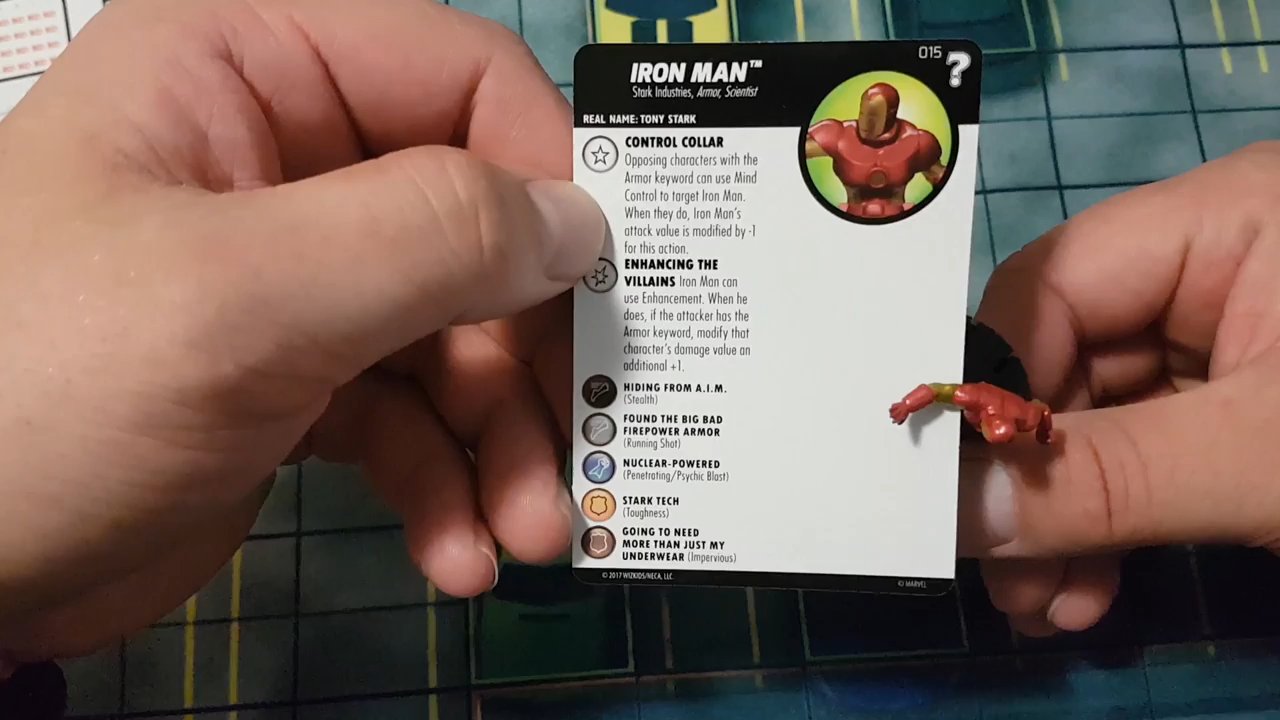 015
?
IRON MAN™
Stark Industries, Armor, Scientist
REAL NAME: TONY STARK
CONTROL COLLAR
Opposing characters with the
Armor keyword can use Mind
Control to target Iron Man.
When they do, Iron Man's
attack value is modified by -1
for this action.
ENHANCING THE
VILLAINS Iron Man can
use Enhancement. When he
does, if the attacker has the
Armor keyword, modify that
character's damage value an
additional +1.
HIDING FROM A.I.M.
(Stealth)
FOUND THE BIG BAD
FIREPOWER ARMOR
(Running Shot)
NUCLEAR-POWERED
(Penetrating/Psychic Blast)
STARK TECH
(Toughness)
GOING TO NEED
MORE THAN JUST MY
UNDERWEAR (Impervious)
© 2017 WIZKIDS/NECA, LLC.
© MARVEL